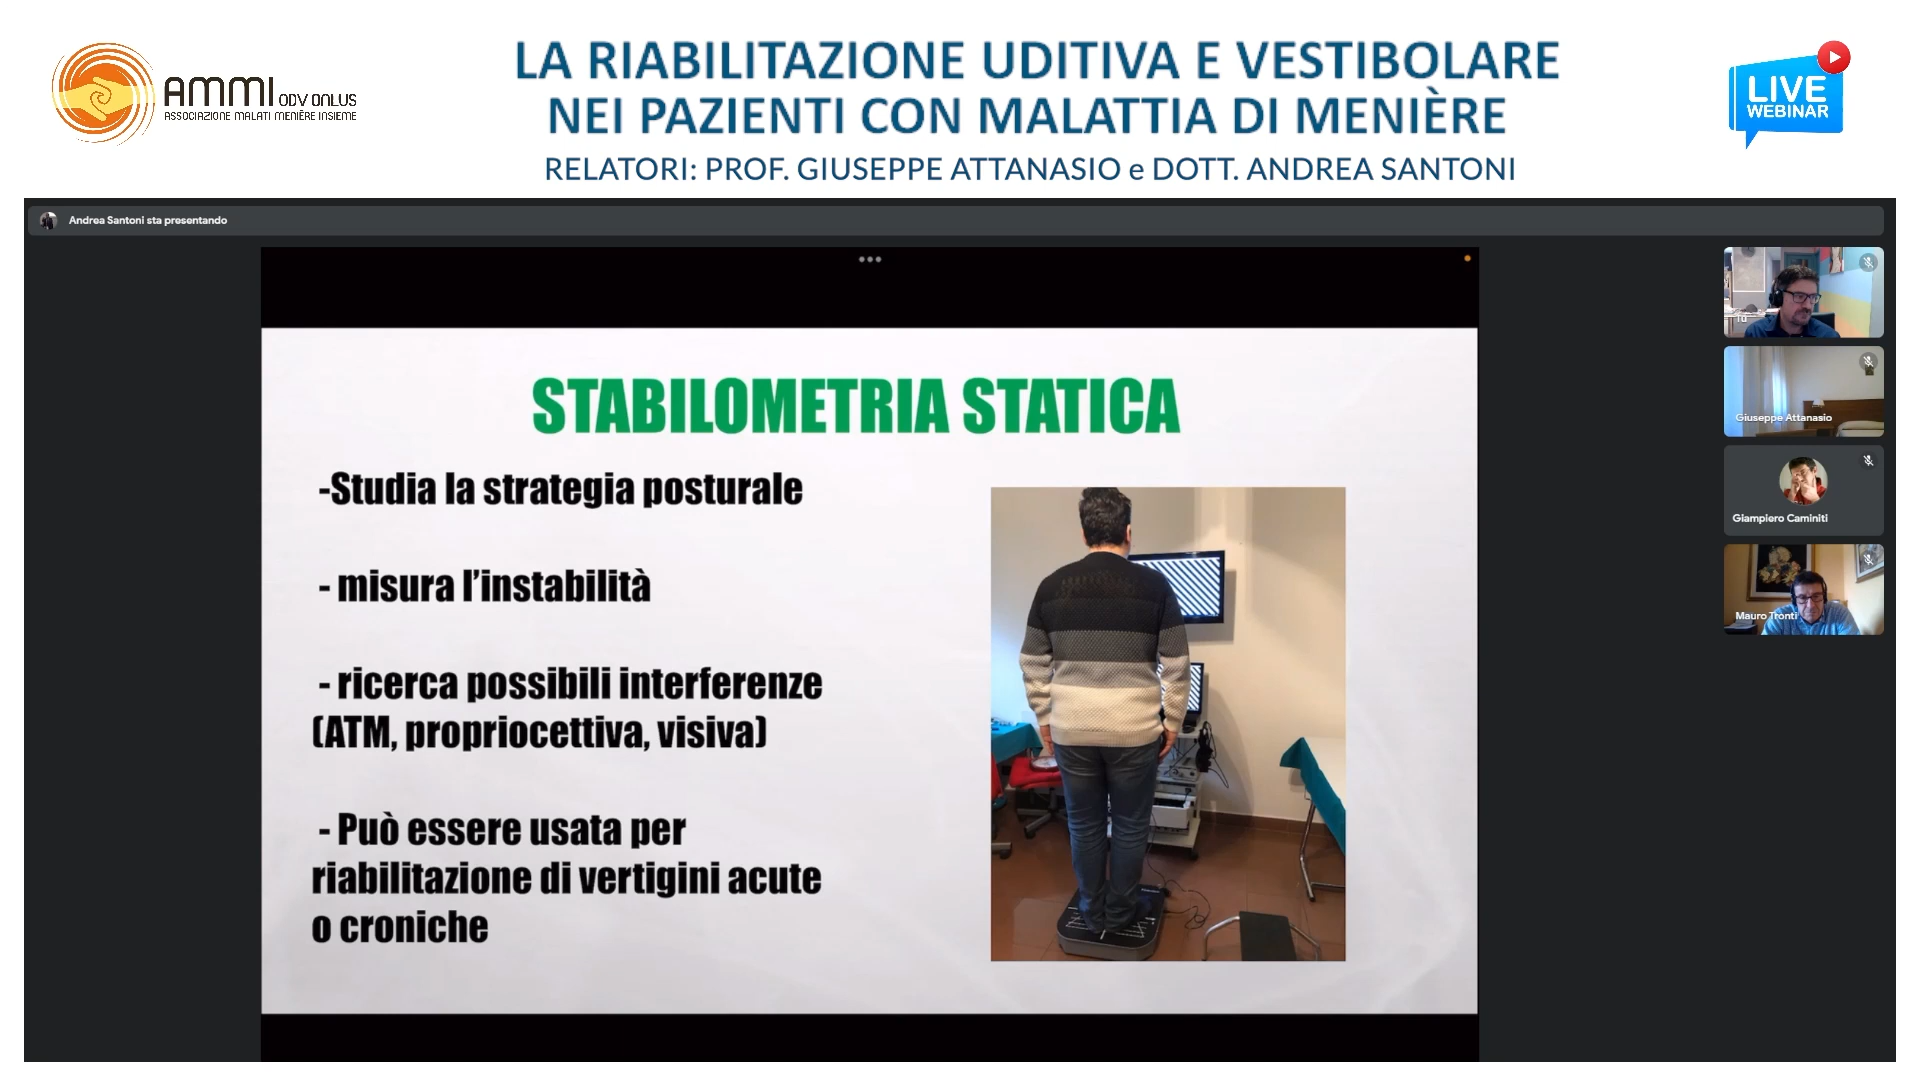 AMMI ODV ONLUS
ASSOCIAZIONE MALATI MENIÈRE INSIEME
LA RIABILITAZIONE UDITIVA E VESTIBOLARE
NEI PAZIENTI CON MALATTIA DI MENIÈRE
RELATORI: PROF. GIUSEPPE ATTANASIO e DOTT. ANDREA SANTONI
LIVE
WEBINAR
Andrea Santoni sta presentando
STABILOMETRIA STATICA
-Studia la strategia posturale
- misura l’instabilità
- ricerca possibili interferenze
(ATM, propriocettiva, visiva)
- Può essere usata per
riabilitazione di vertigini acute
o croniche
Tu
Giuseppe Attanasio
Giampiero Caminiti
Mauro Tronti